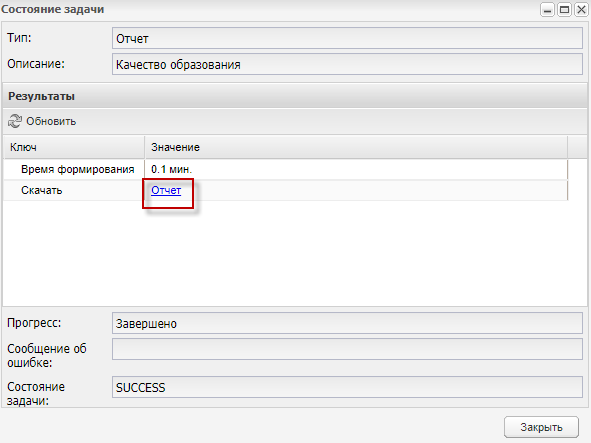 Состояние задачи
Тип: Отчет
Описание: Качество образования
Результаты
Обновить
Ключ Значение
Время формирования 0.1 мин.
Скачать Отчет
Прогресс: Завершено
Сообщение об
ошибке:
Состояние
задачи: SUCCESS
Закрыть